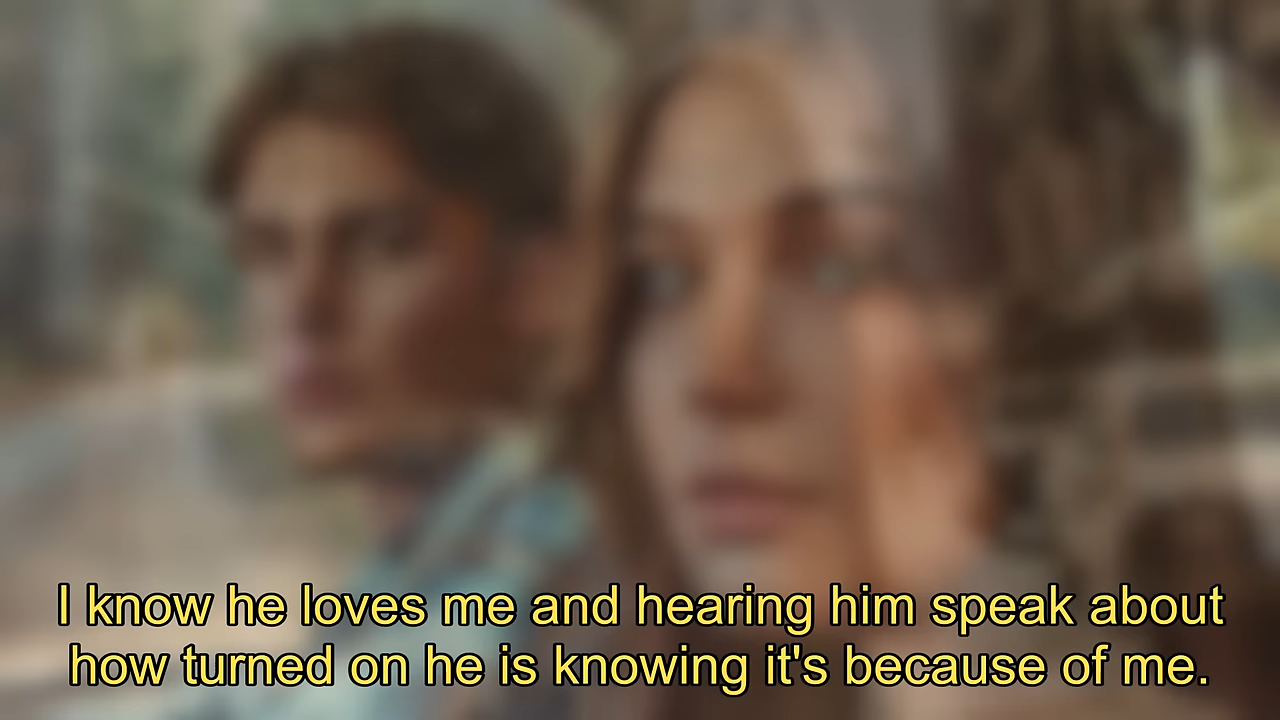 I know he loves me and hearing him speak about
how turned on he is knowing it's because of me.